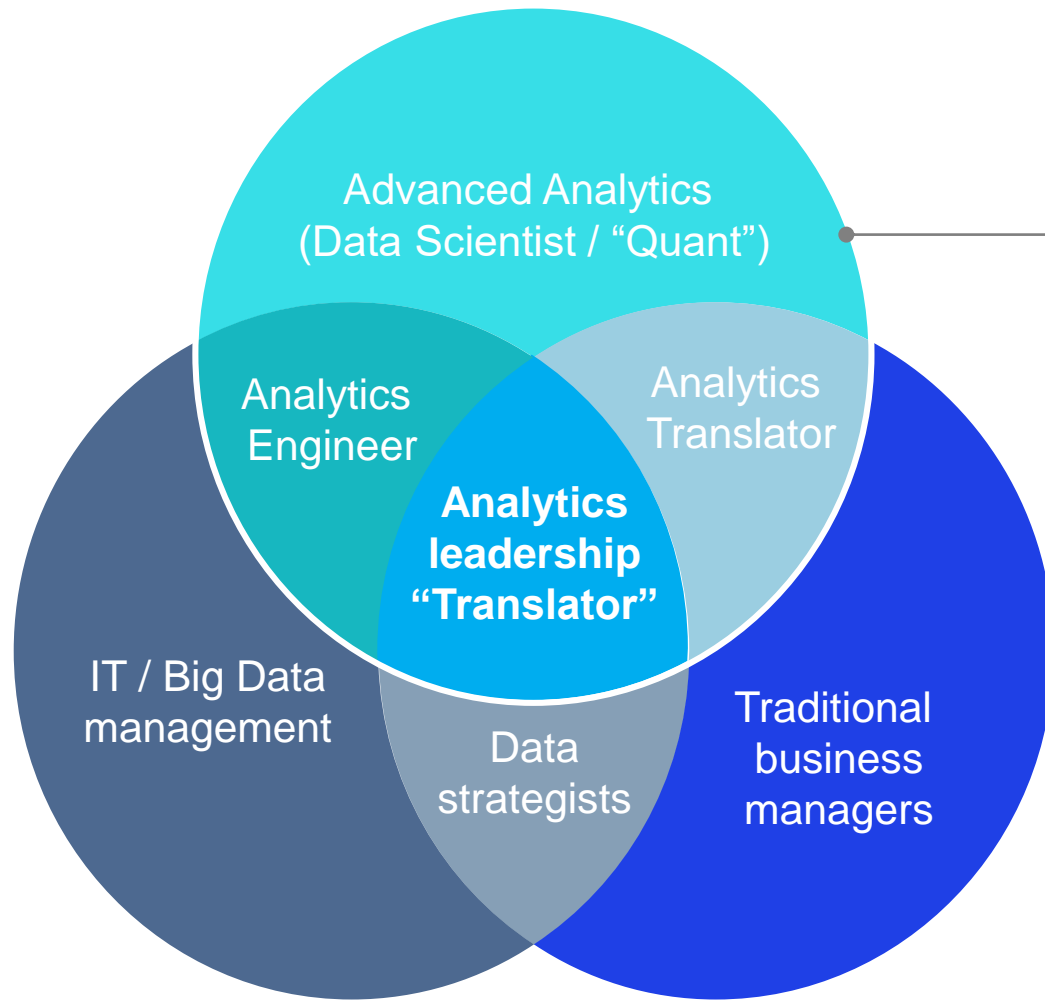 Advanced Analytics
(Data Scientist / “Quant”)
Analytics
Engineer
Analytics
Translator
Analytics
leadership
“Translator”
IT / Big Data
management
Data
strategists
Traditional
business
managers